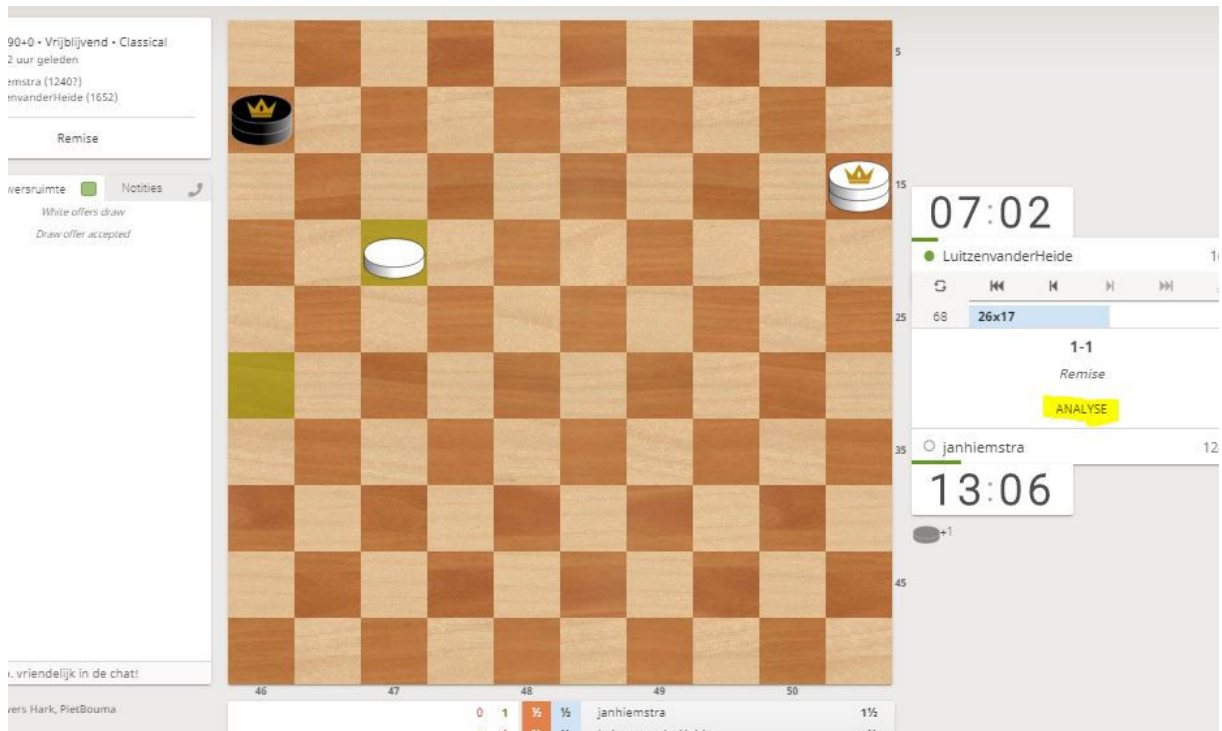 90+0 • Vrijblijvend • Classical
2 uur geleden
emstra (1240?)
envanderHeide (1652)
Remise
wersruimte Notities
White offers draw
Draw offer accepted
vriendelijk in de chat!
vers Hark, PietBouma
5
15
25
35
45
46 47 48 49 50
0 1 ½ ½ janhiemstra 1½
07:02
LuitzenvanderHeide
68 26x17
1-1
Remise
ANALYSE
janhiemstra 12
13:06
+1